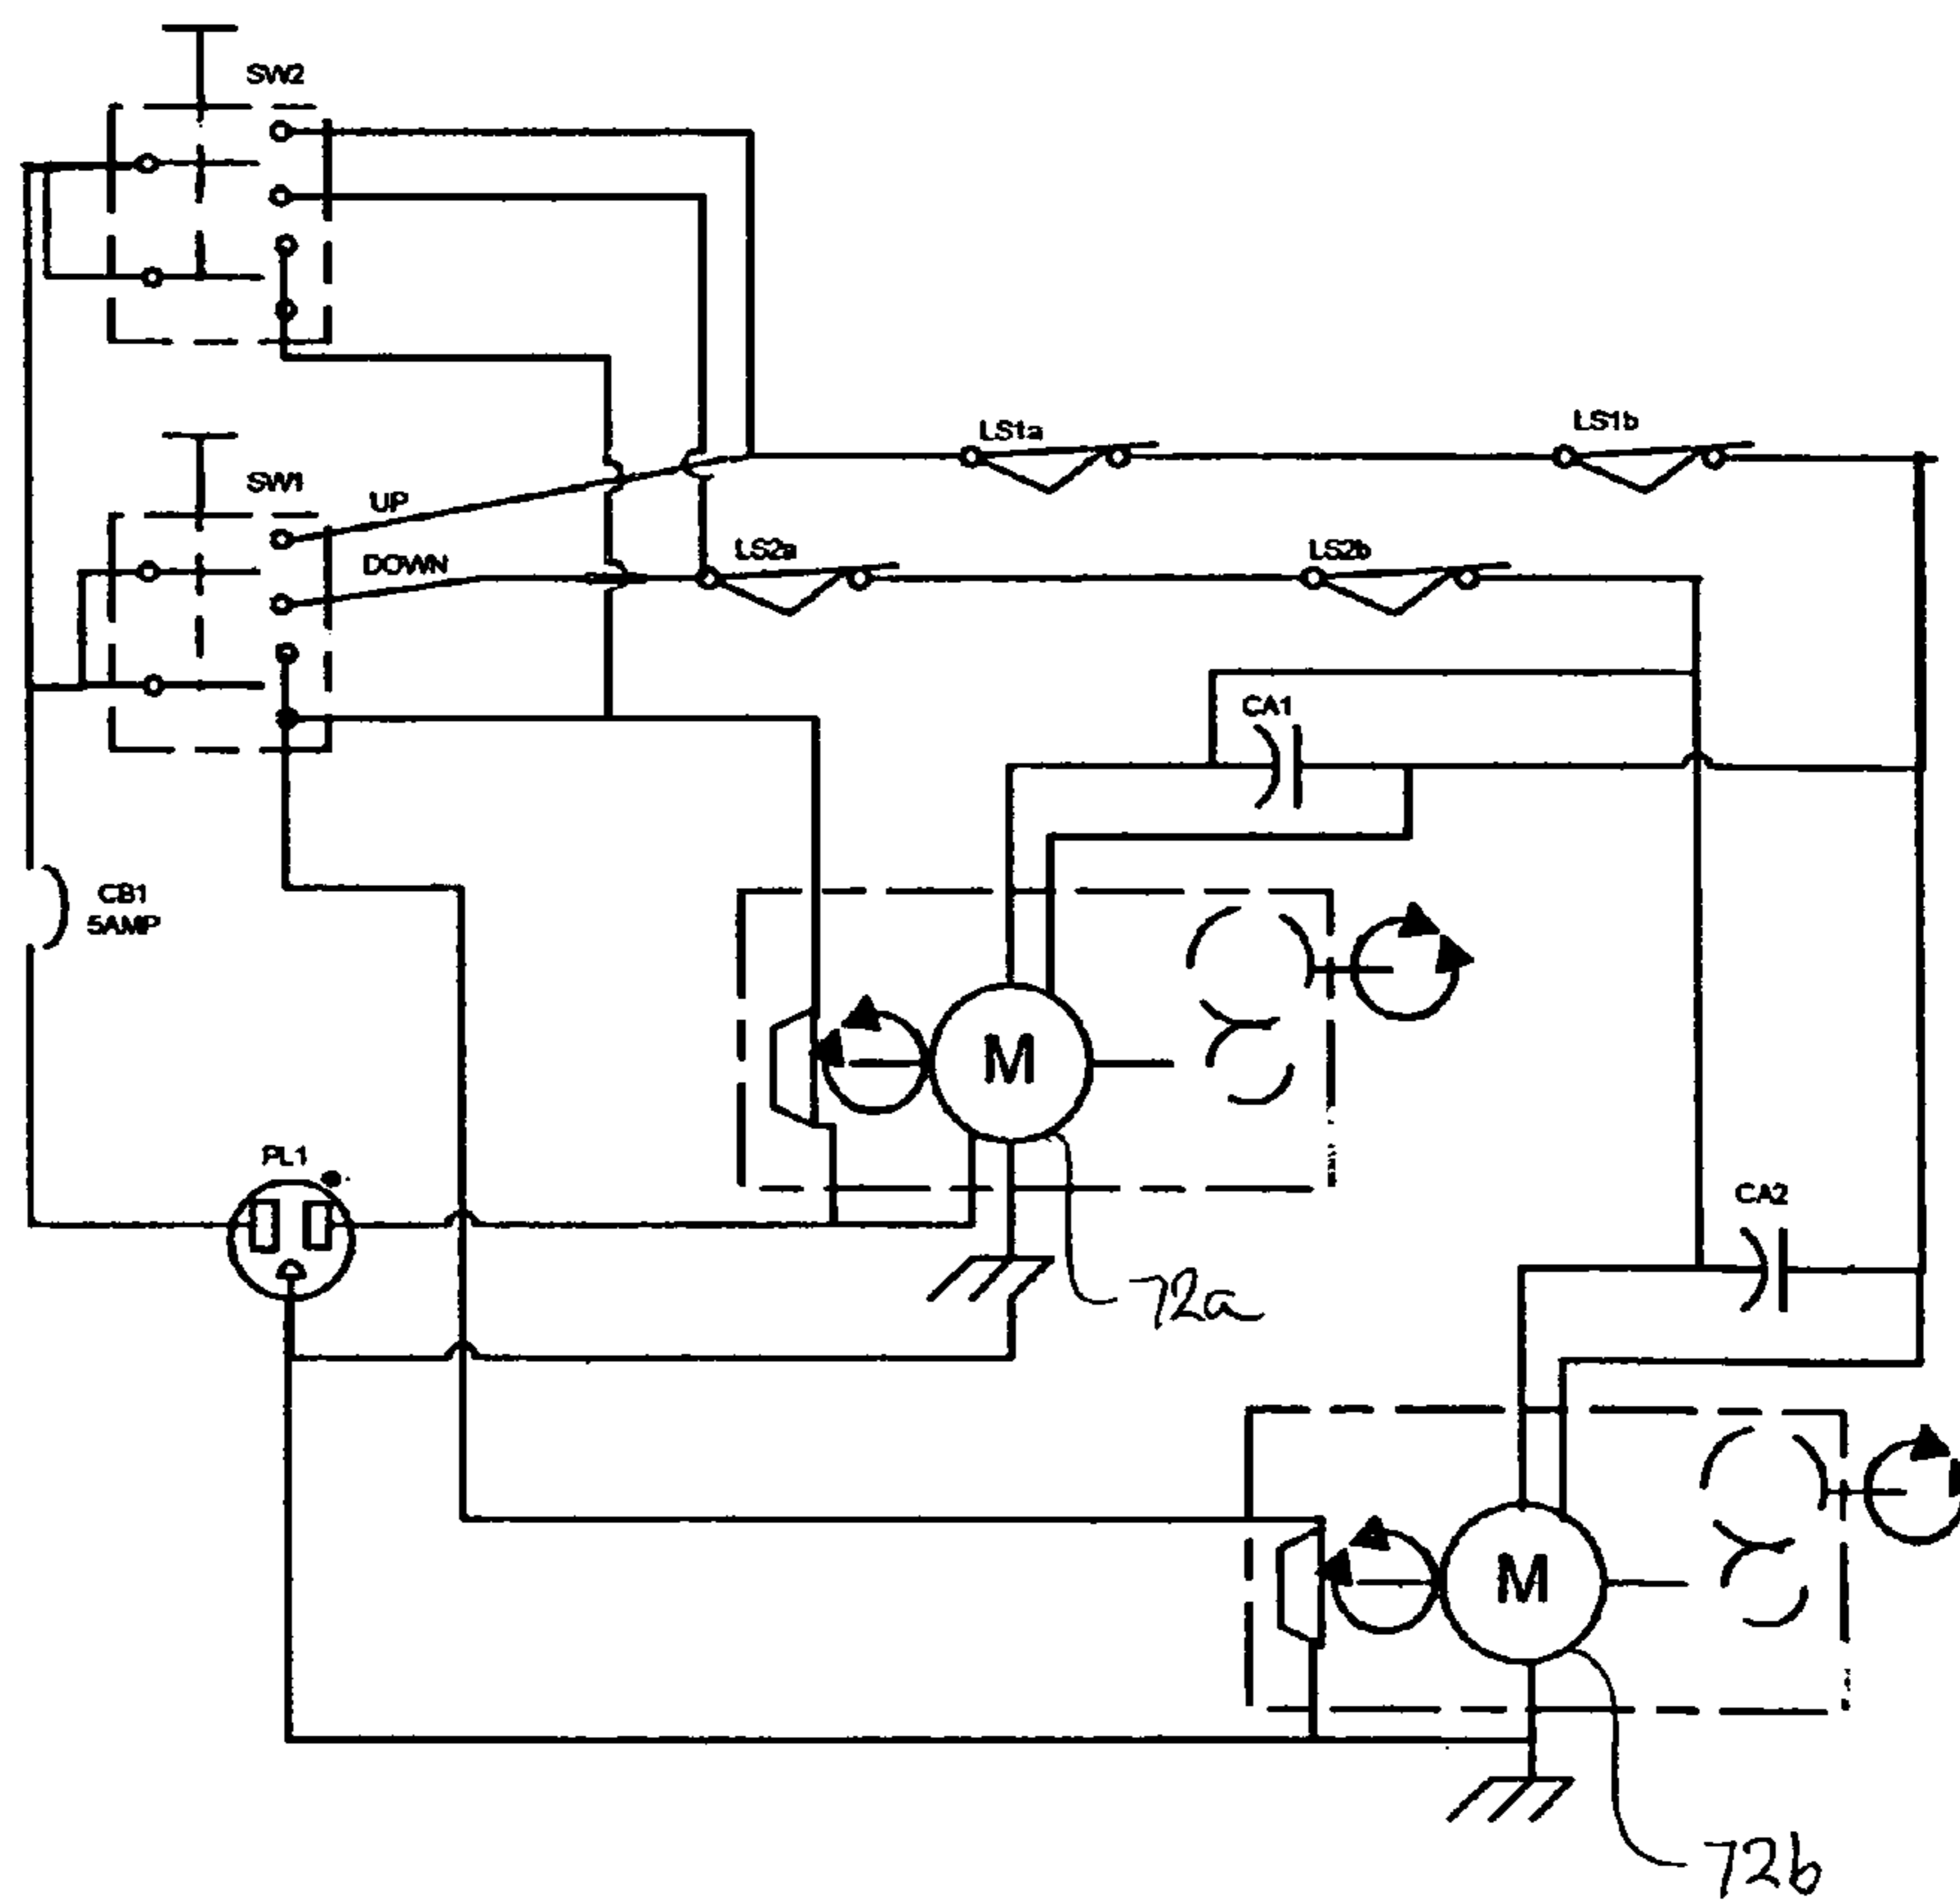 SW2
LS1a
LS1b
SW1
UP
DOWN
LS2a
LS2b
CA1
CB1
5AMP
M
PL1
CA2
72a
M
72b